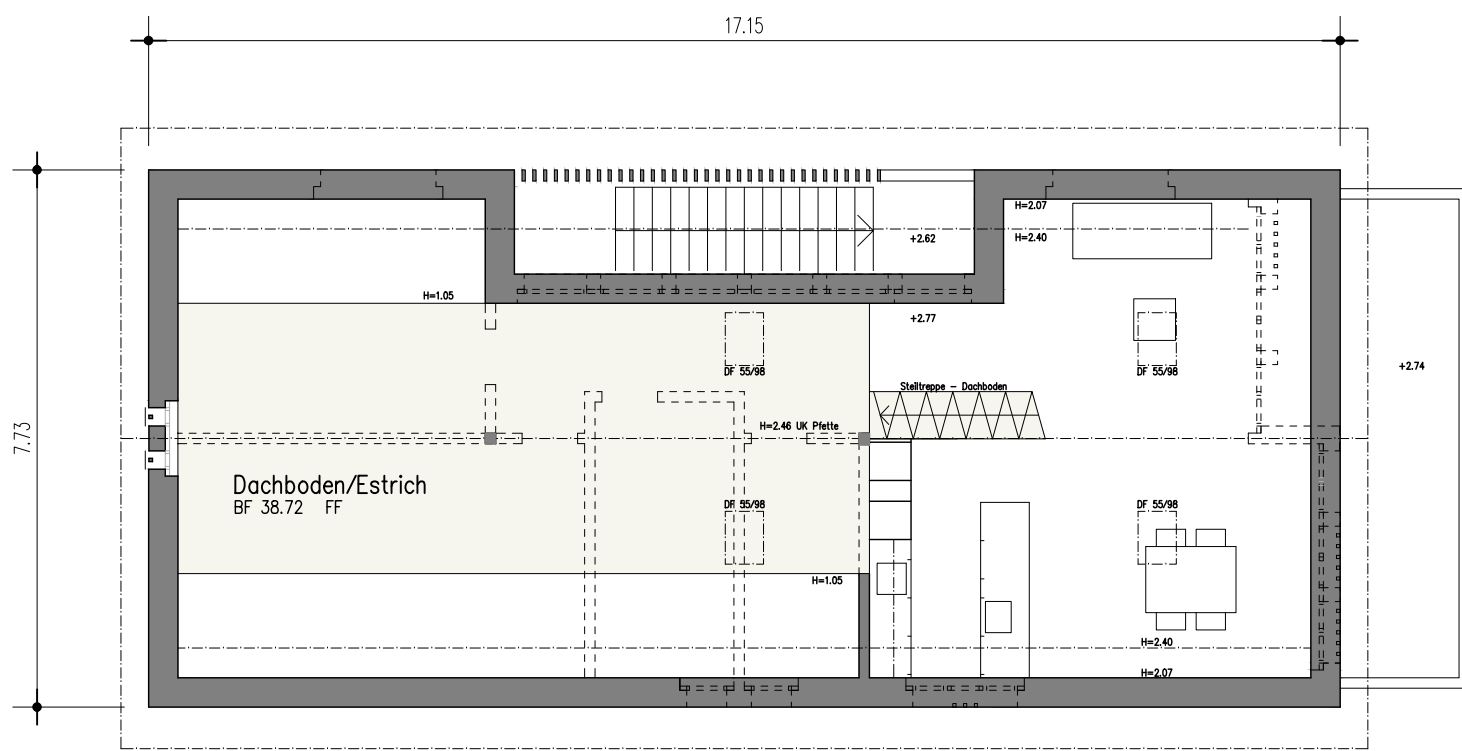 17.15
7.73
H=2.07
H=2.40
+2.62
H=1.05
+2.77
DF 55/98
DF 55/98
+2.74
Steiltreppe – Dachboden
H=2.46 UK Pfette
Dachboden/Estrich
BF 38.72 FF
DF 55/98
DF 55/98
H=1.05
H=2.40
H=2.07